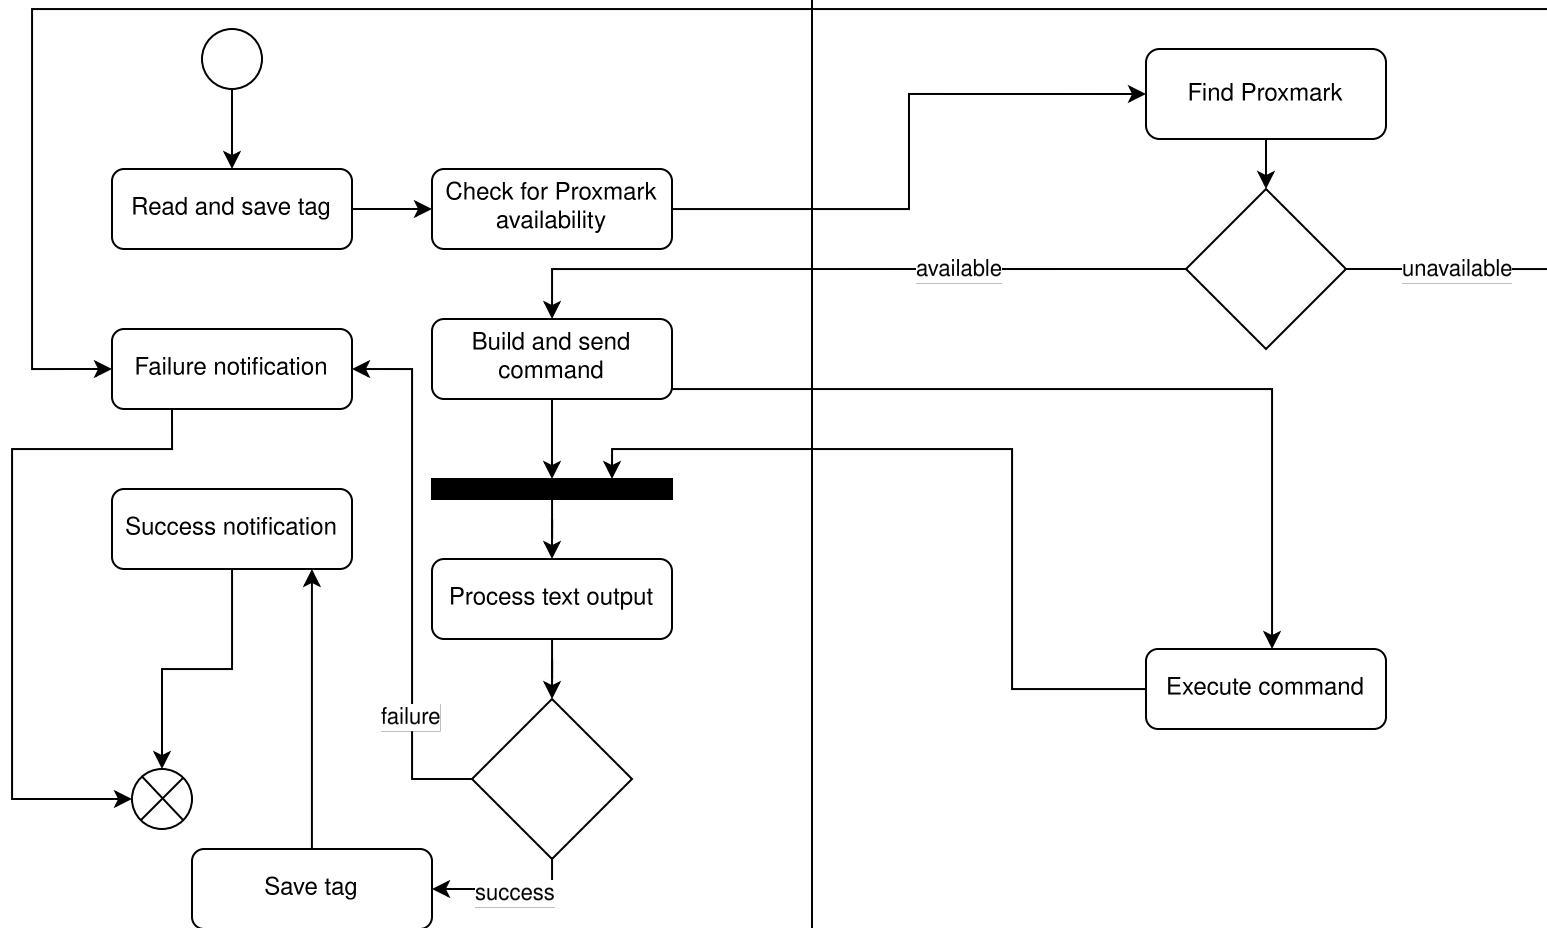 Find Proxmark
Read and save tag
Check for Proxmark
availability
available
unavailable
Build and send
command
Failure notification
Success notification
Process text output
Execute command
failure
Save tag
success